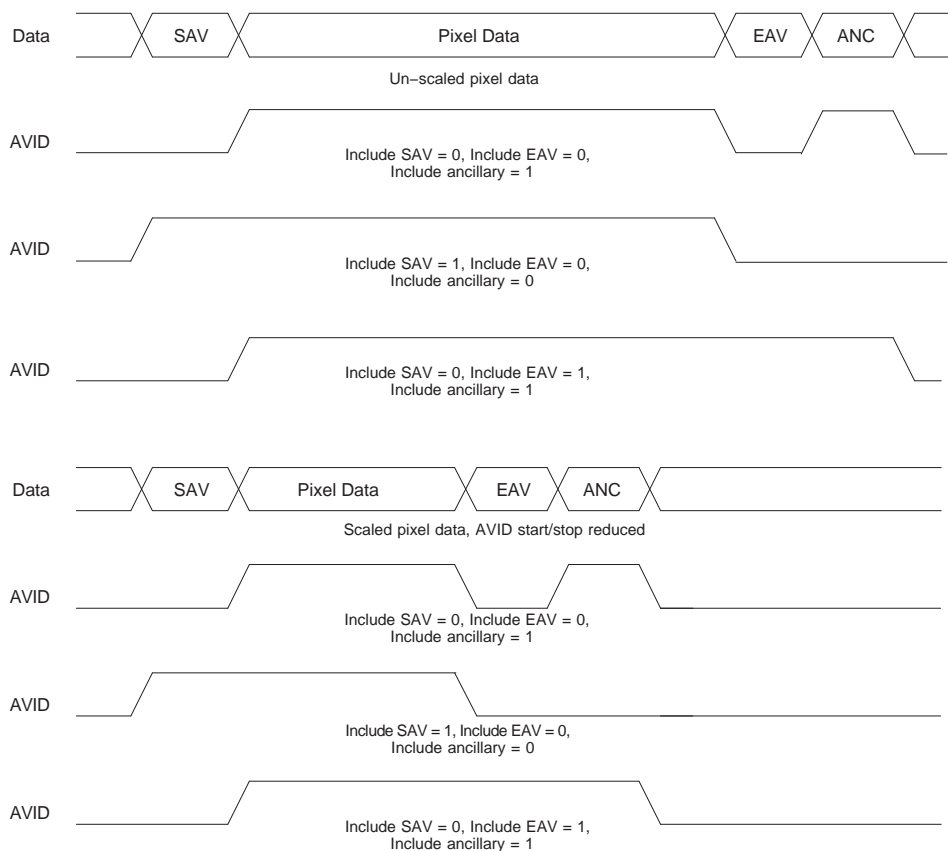 Data SAV Pixel Data EAV ANC
Un−scaled pixel data
AVID
Include SAV = 0, Include EAV = 0,
Include ancillary = 1
AVID
Include SAV = 1, Include EAV = 0,
Include ancillary = 0
AVID
Include SAV = 0, Include EAV = 1,
Include ancillary = 1
Data SAV Pixel Data EAV ANC
Scaled pixel data, AVID start/stop reduced
AVID
Include SAV = 0, Include EAV = 0,
Include ancillary = 1
AVID
Include SAV = 1, Include EAV = 0,
Include ancillary = 0
AVID
Include SAV = 0, Include EAV = 1,
Include ancillary = 1